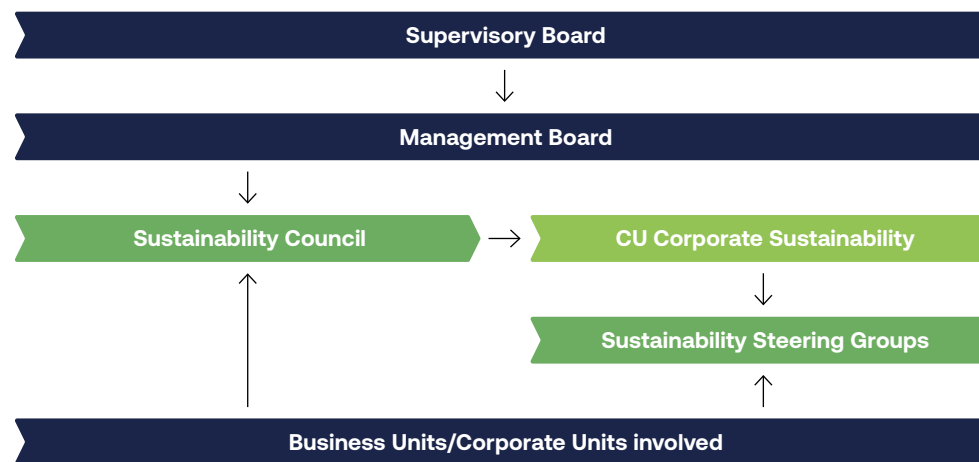 Supervisory Board
Management Board
Sustainability Council
CU Corporate Sustainability
Sustainability Steering Groups
Business Units/Corporate Units involved